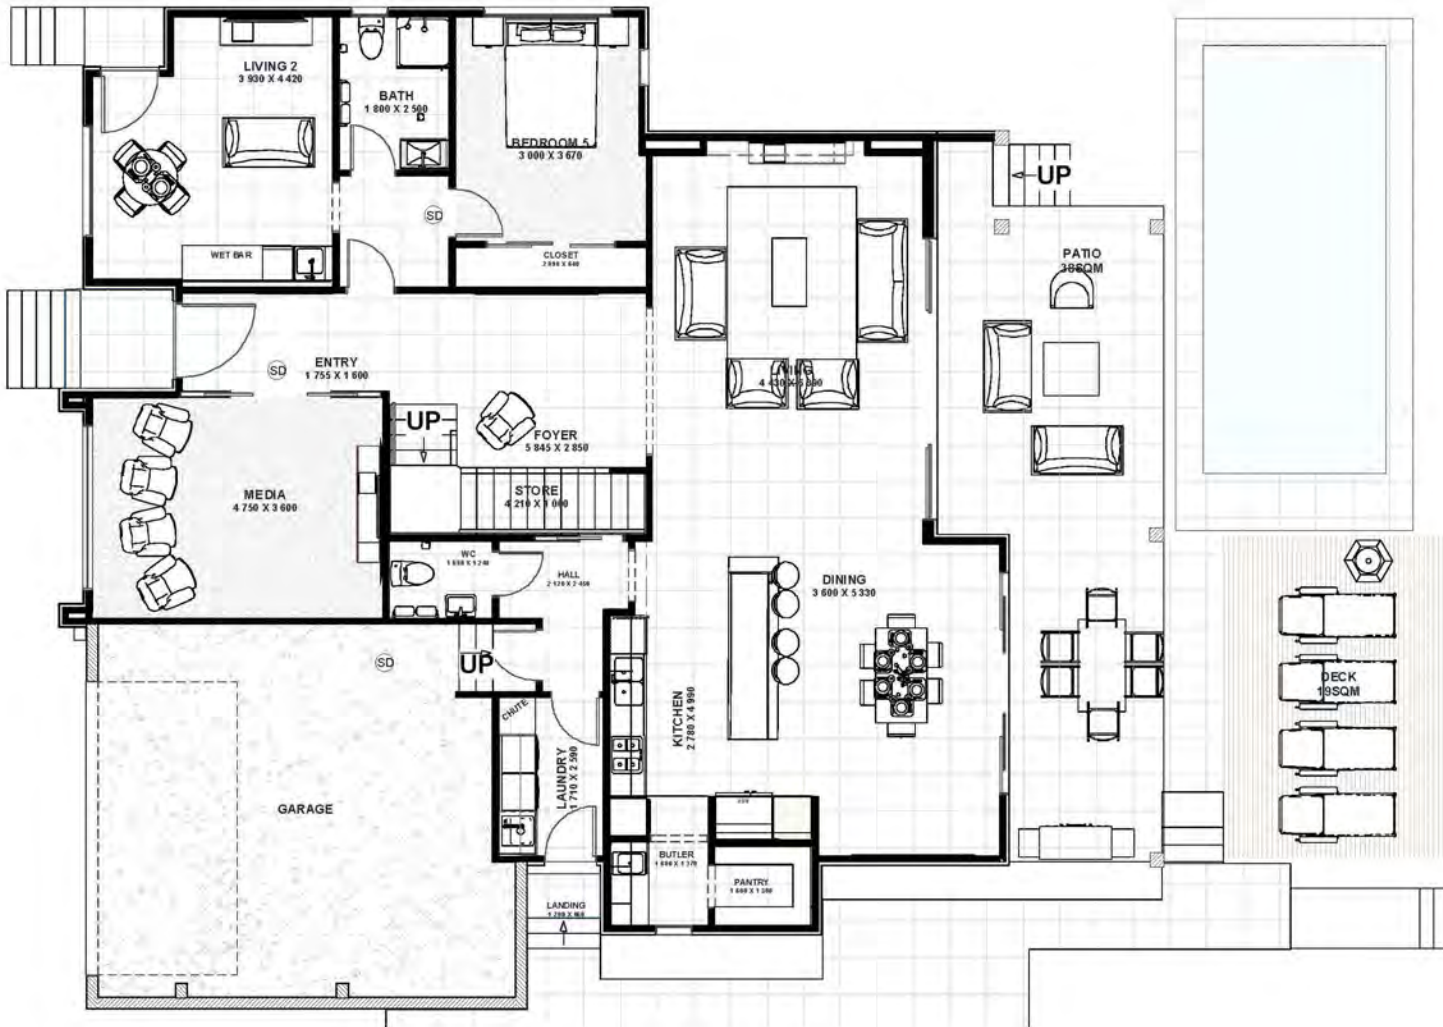 LIVING 2
3 930 X 4 420
BATH
1 800 X 2 500
BEDROOM 5
3 000 X 3 670
SD
WET BAR
CLOSET
UP
PATIO
38SQM
SD
ENTRY
1 755 X 1 600
LIVING
UP
FOYER
5 845 X 2 850
MEDIA
4 750 X 3 600
STORE
4 210 X 1 000
WC
HALL
DINING
3 600 X 5 330
SD
UP
DECK
19SQM
KITCHEN
2 780 X 4 990
CHUTE
LAUNDRY
1 710 X 2 590
GARAGE
BUTLER
PANTRY
LANDING